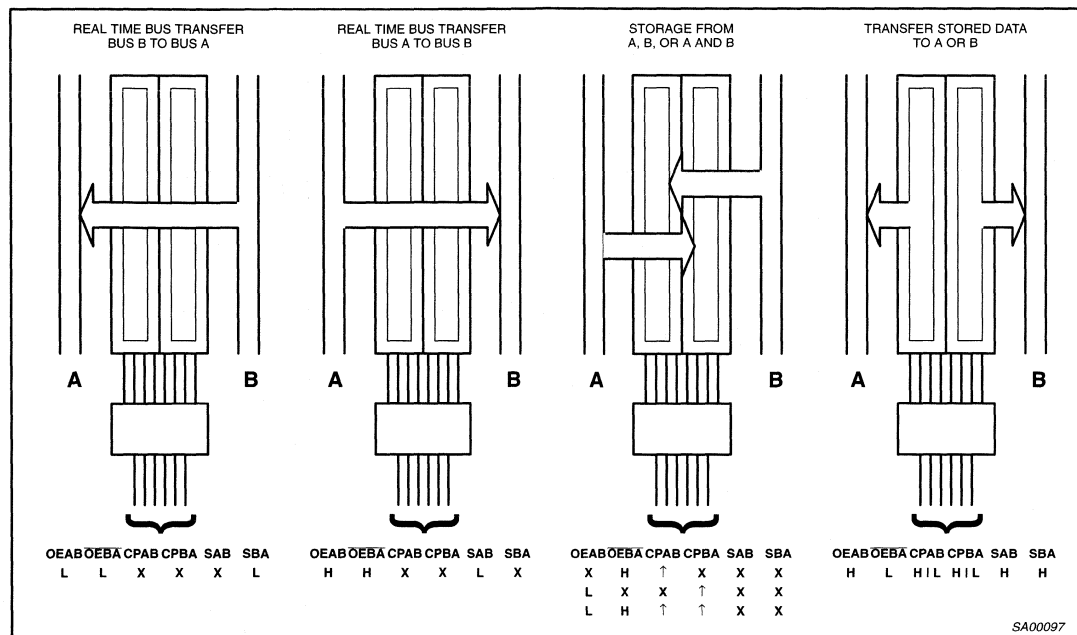 REAL TIME BUS TRANSFER
BUS B TO BUS A
REAL TIME BUS TRANSFER
BUS A TO BUS B
STORAGE FROM
A, B, OR A AND B
TRANSFER STORED DATA
TO A OR B
A B
A B
A B
A B
OEAB OEBA CPAB CPBA SAB SBA
L L X X X L
OEAB OEBA CPAB CPBA SAB SBA
H H X X L X
OEAB OEBA CPAB CPBA SAB SBA
X H ↑ X X X
L X X ↑ X X
L H ↑ ↑ X X
OEAB OEBA CPAB CPBA SAB SBA
H L H|L H|L H H
SA00097